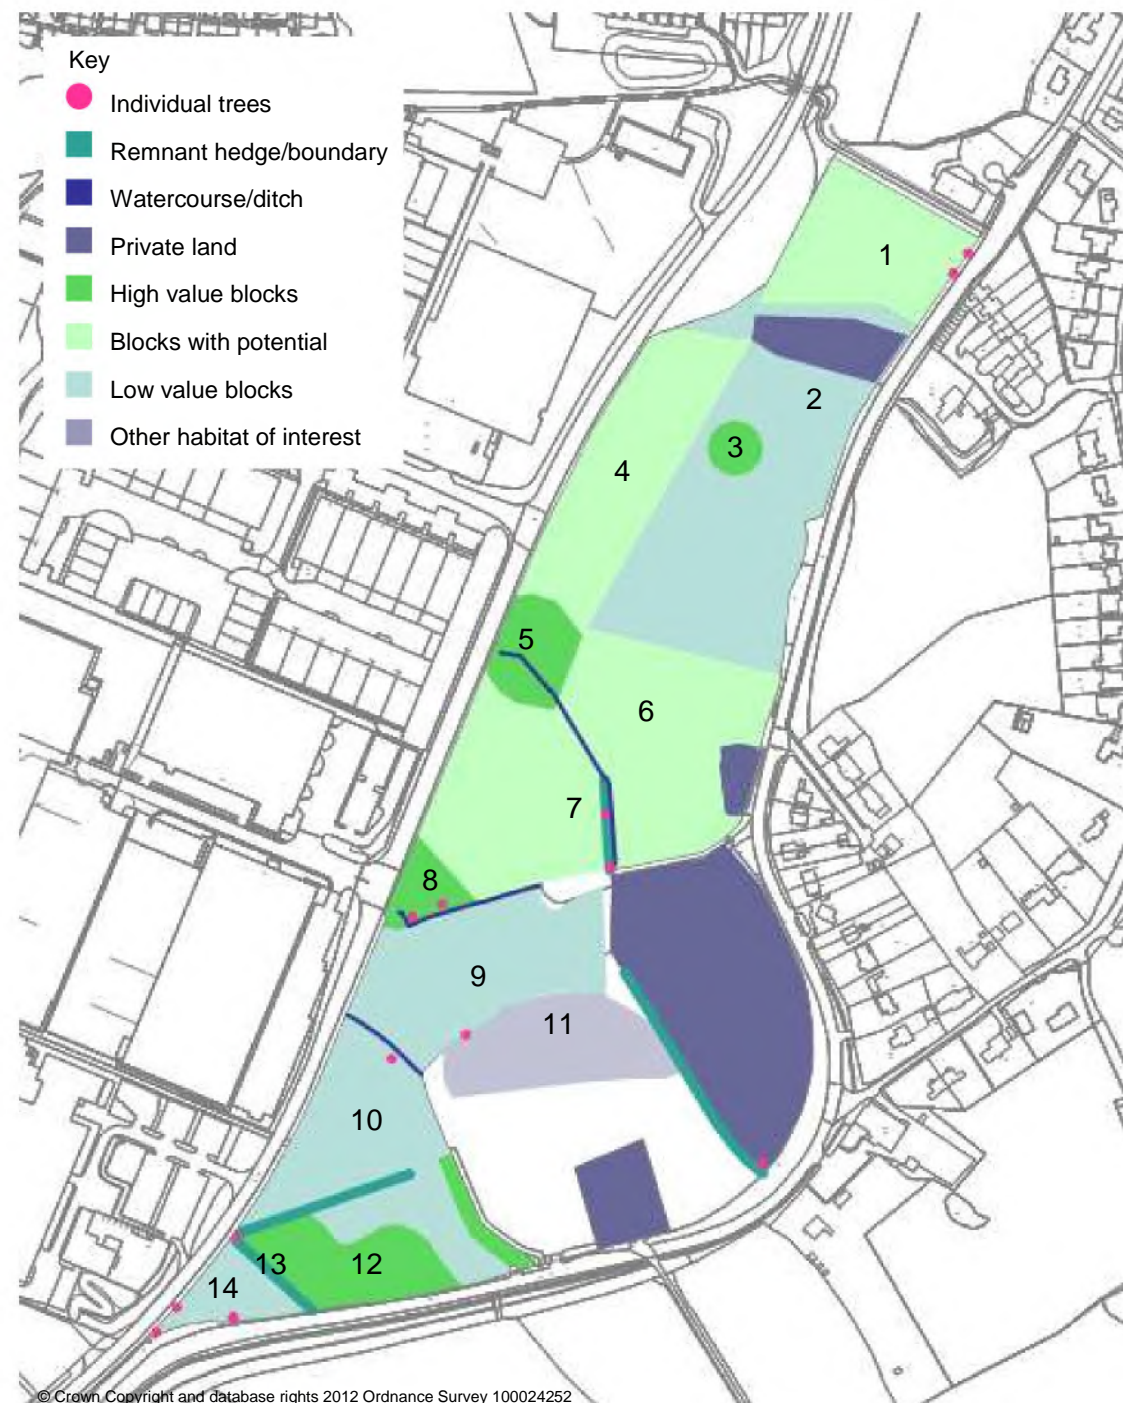 Key
Individual trees
Remnant hedge/boundary
Watercourse/ditch
Private land
High value blocks
Blocks with potential
Low value blocks
Other habitat of interest
1
2
3
4
5
6
7
8
9
11
10
13
12
14
© Crown Copyright and database rights 2012 Ordnance Survey 100024252